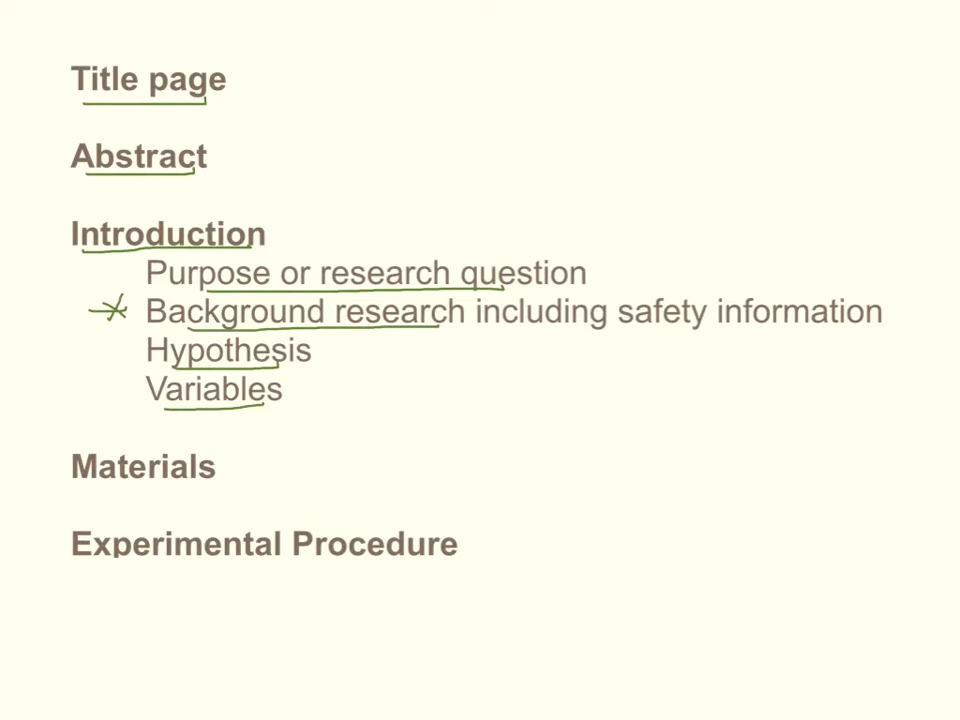 Title page
Abstract
Introduction
Purpose or research question
Background research including safety information
Hypothesis
Variables
Materials
Experimental Procedure